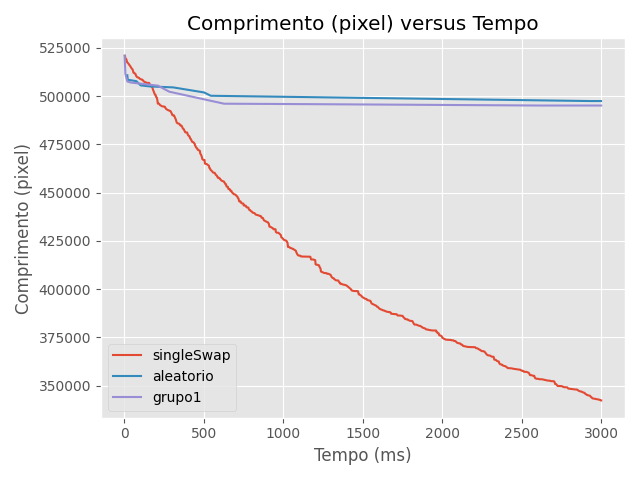 Comprimento (pixel) versus Tempo
525000
500000
475000
450000
425000
400000
375000
350000
Comprimento (pixel)
singleSwap
aleatorio
grupo1
0 500 1000 1500 2000 2500 3000
Tempo (ms)